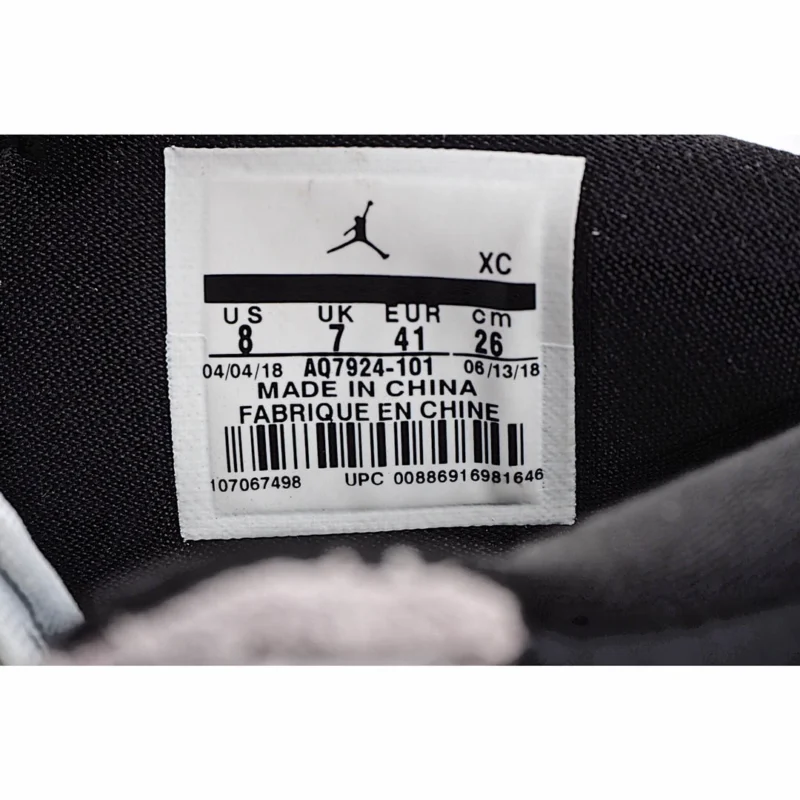 XC
US UK EUR cm
8 7 41 26
04/04/18 AQ7924-101 06/13/18
MADE IN CHINA
FABRIQUE EN CHINE
107067498 UPC 00886916981646